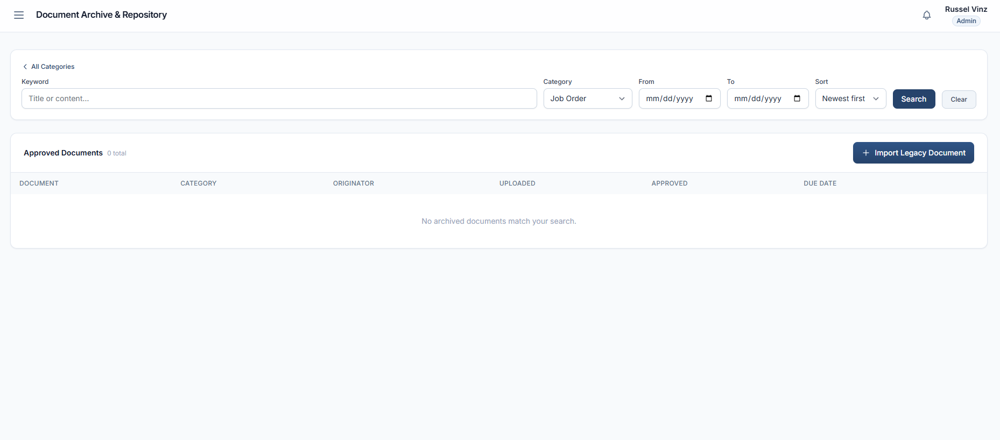 Document Archive & Repository
Russel Vinz
Admin
All Categories
Keyword
Category
From
To
Sort
Title or content...
Job Order
mm/dd/yyyy
mm/dd/yyyy
Newest first
Search
Clear
Approved Documents 0 total
Import Legacy Document
DOCUMENT CATEGORY ORIGINATOR UPLOADED APPROVED DUE DATE
No archived documents match your search.